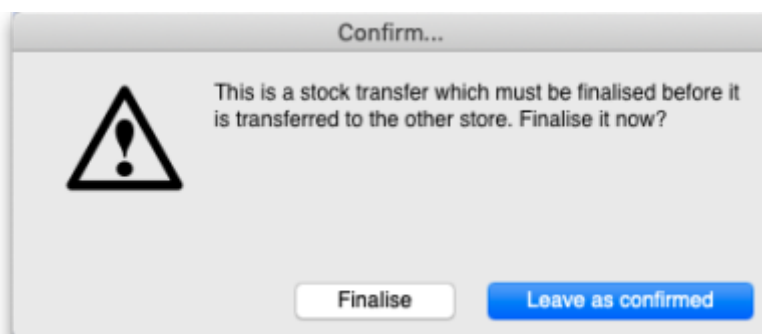 Confirm...
This is a stock transfer which must be finalised before it
is transferred to the other store. Finalise it now?
Finalise
Leave as confirmed